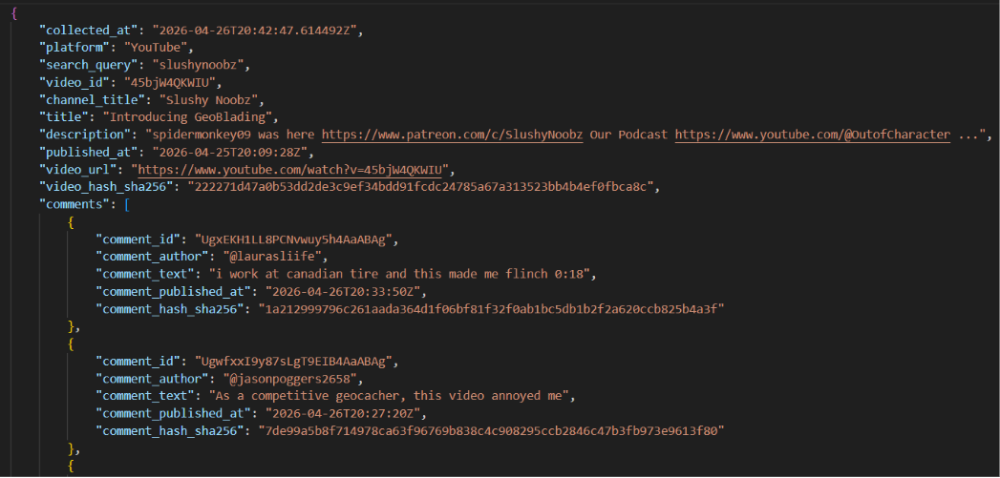 {
"collected_at": "2026-04-26T20:42:47.614492Z",
"platform": "YouTube",
"search_query": "slushynoobz",
"video_id": "45bjW4QKWIU",
"channel_title": "Slushy Noobz",
"title": "Introducing GeoBlading",
"description": "spidermonkey09 was here https://www.patreon.com/c/SlushyNoobz Our Podcast https://www.youtube.com/@OutofCharacter ...",
"published_at": "2026-04-25T20:09:28Z",
"video_url": "https://www.youtube.com/watch?v=45bjW4QKWIU",
"video_hash_sha256": "222271d47a0b53dd2de3c9ef34bdd91fcdc24785a67a313523bb4b4ef0fbca8c",
"comments": [
{
"comment_id": "UgxEKH1LL8PCNvwuy5h4AaABAg",
"comment_author": "@laurasliife",
"comment_text": "i work at canadian tire and this made me flinch 0:18",
"comment_published_at": "2026-04-26T20:33:50Z",
"comment_hash_sha256": "1a212999796c261aada364d1f06bf81f32f0ab1bc5db1b2f2a620ccb825b4a3f"
},
{
"comment_id": "UgwfxxI9y87sLgT9EIB4AaABAg",
"comment_author": "@jasonpoggers2658",
"comment_text": "As a competitive geocacher, this video annoyed me",
"comment_published_at": "2026-04-26T20:27:20Z",
"comment_hash_sha256": "7de99a5b8f714978ca63f96769b838c4c908295ccb2846c47b3fb973e9613f80"
},
{